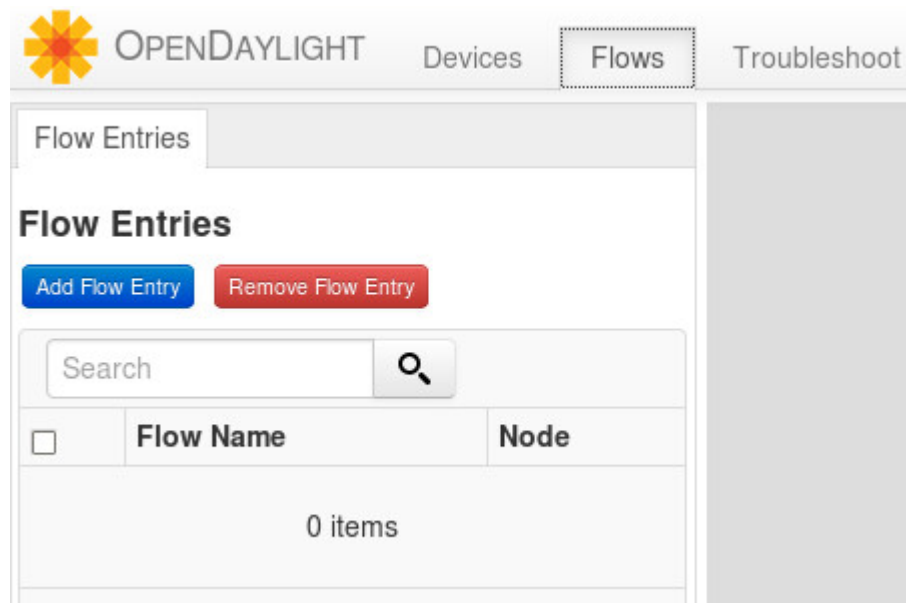 OPENDAYLIGHT Devices Flows Troubleshoot
Flow Entries
Flow Entries
Add Flow Entry Remove Flow Entry
Search
Flow Name Node
0 items